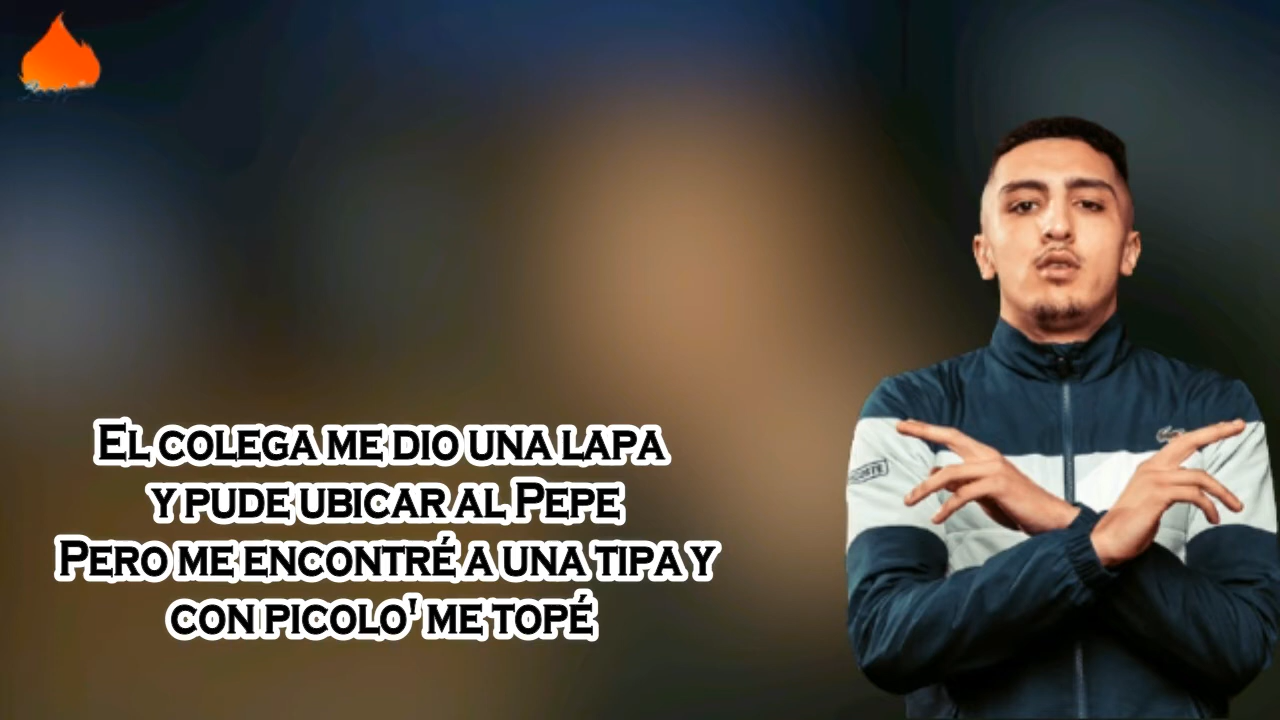 El colega me dio una lapa
y pude ubicar al Pepe
Pero me encontré a una tipa y
con picolo' me topé